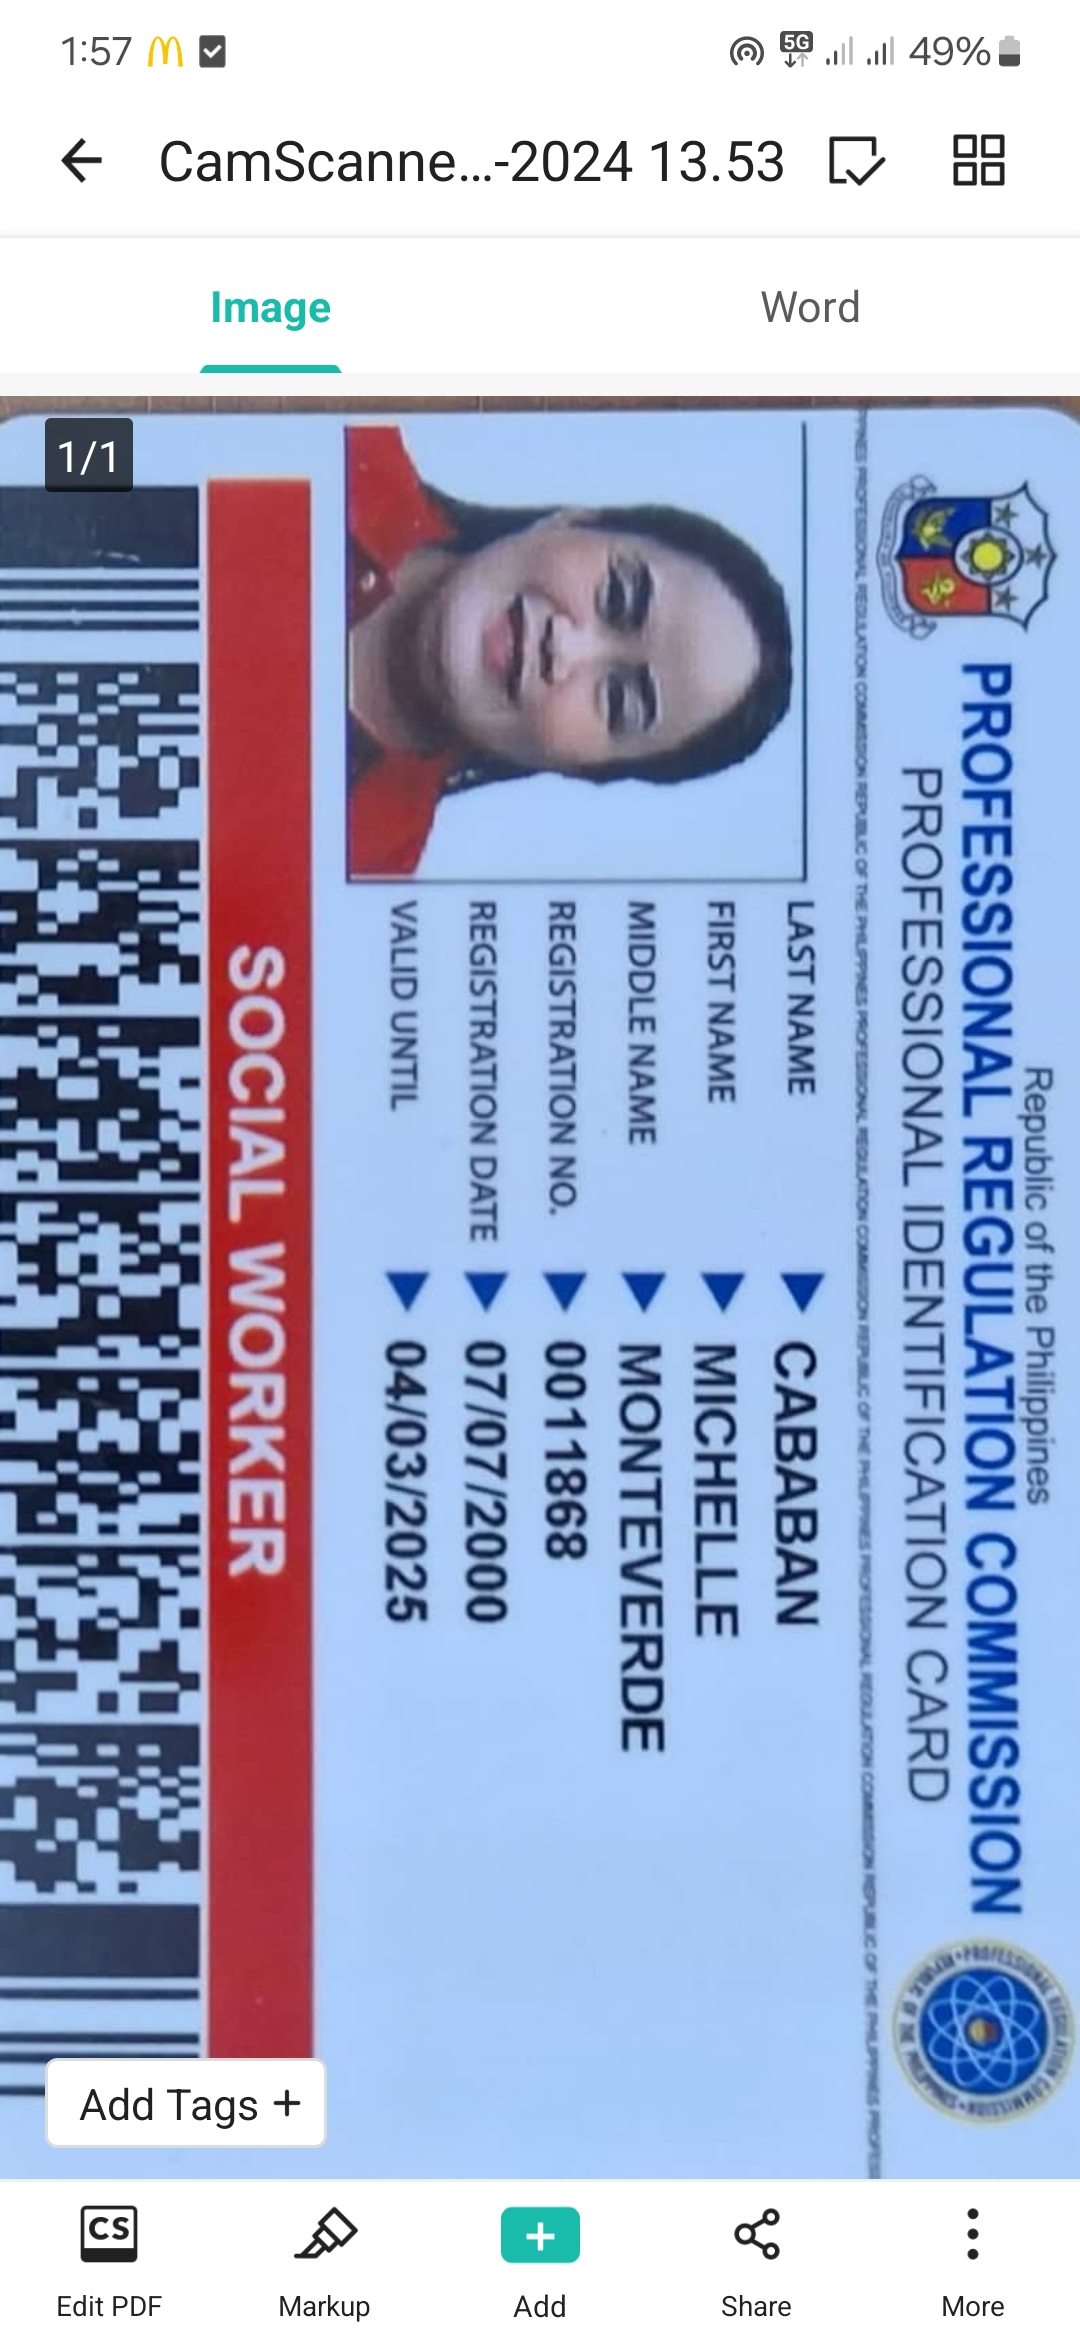 1:57
5G
49%
CamScanne...-2024 13.53
Image
Word
1/1
Republic of the Philippines
PROFESSIONAL REGULATION COMMISSION
PROFESSIONAL IDENTIFICATION CARD
LAST NAME CABABAN
FIRST NAME MICHELLE
MIDDLE NAME MONTEVERDE
REGISTRATION NO. 0011868
REGISTRATION DATE 07/07/2000
VALID UNTIL 04/03/2025
SOCIAL WORKER
Add Tags +
CS
Edit PDF
Markup
Add
Share
More